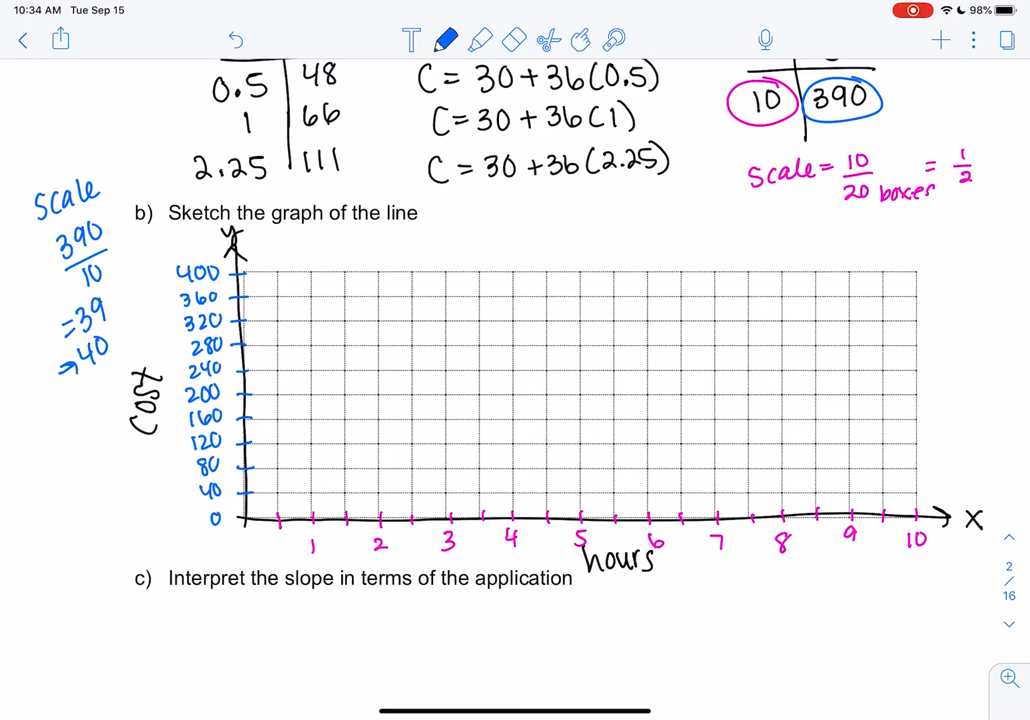 10:34 AM Tue Sep 15
98%
T
0.5 48
C = 30 + 36(0.5)
10 390
1 66
C = 30 + 36(1)
2.25 111
C = 30 + 36(2.25)
Scale = 10/20 boxes = 1/2
Scale
390/10
= 39
→ 40
b) Sketch the graph of the line
y
400
360
320
280
240
200
160
120
80
40
0
Cost
x
1 2 3 4 5 6 7 8 9 10
hours
c) Interpret the slope in terms of the application
2
/
16